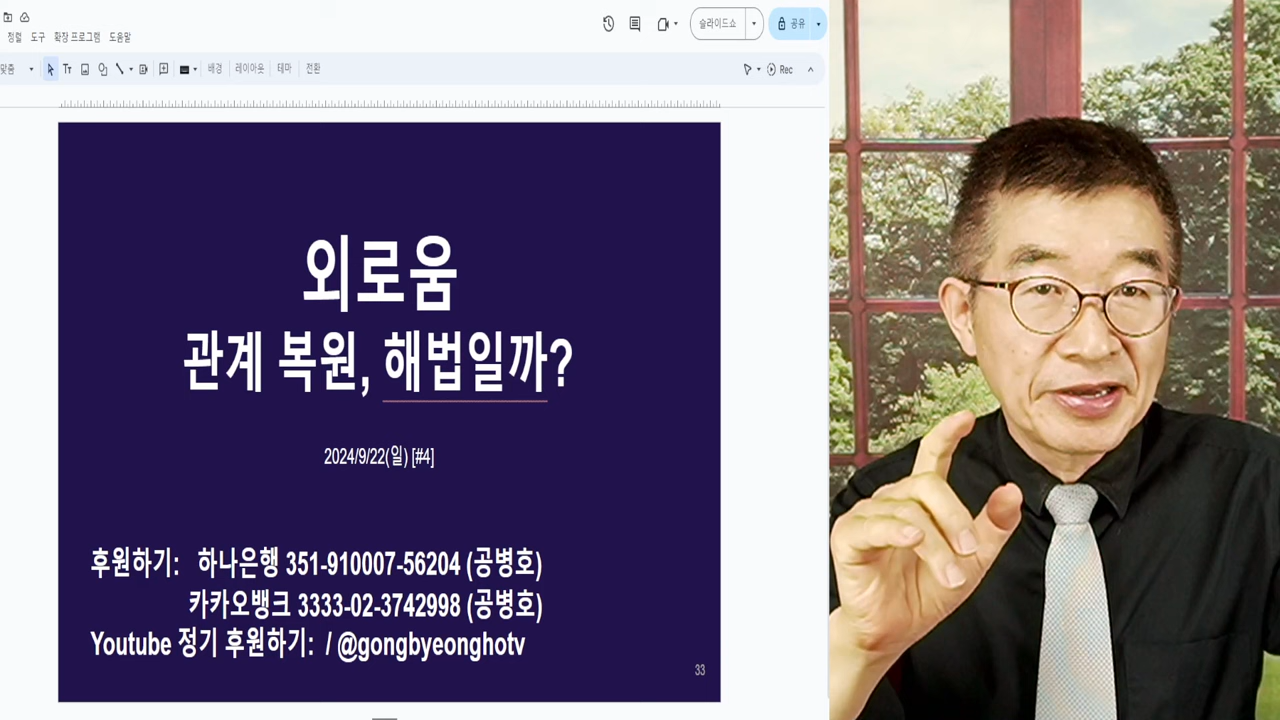 정렬 도구 확장 프로그램 도움말
슬라이드쇼
공유
맞춤
Tт
배경
레이아웃
테마
전환
Rec
외로움
관계 복원, 해법일까?
2024/9/22(일) [#4]
후원하기: 하나은행 351-910007-56204 (공병호)
카카오뱅크 3333-02-3742998 (공병호)
Youtube 정기 후원하기: / @gongbyeonghotv
33